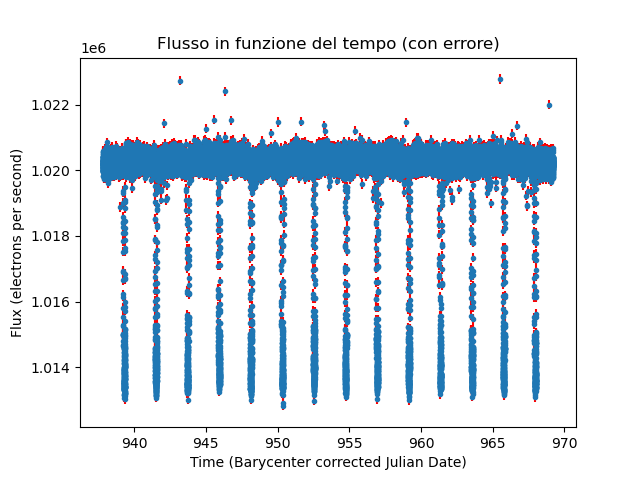 Flusso in funzione del tempo (con errore)
1e6
1.022
1.020
1.018
1.016
1.014
Flux (electrons per second)
940 945 950 955 960 965 970
Time (Barycenter corrected Julian Date)